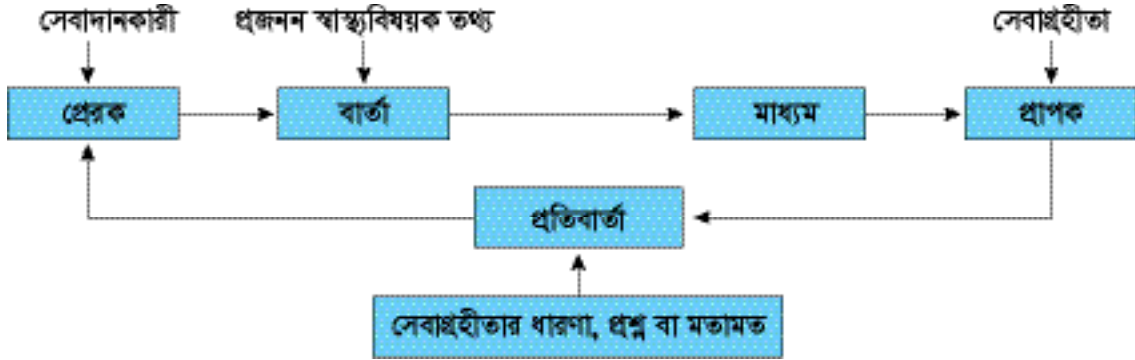 সেবাদানকারী
প্রজনন স্বাস্থ্যবিষয়ক তথ্য
সেবাগ্রহীতা
প্রেরক
বার্তা
মাধ্যম
প্রাপক
প্রতিবার্তা
সেবাগ্রহীতার ধারণা, প্রশ্ন বা মতামত